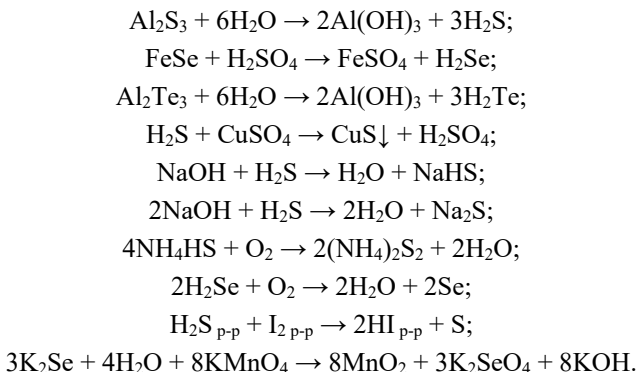 Al₂S₃ + 6H₂O → 2Al(OH)₃ + 3H₂S;
FeSe + H₂SO₄ → FeSO₄ + H₂Se;
Al₂Te₃ + 6H₂O → 2Al(OH)₃ + 3H₂Te;
H₂S + CuSO₄ → CuS↓ + H₂SO₄;
NaOH + H₂S → H₂O + NaHS;
2NaOH + H₂S → 2H₂O + Na₂S;
4NH₄HS + O₂ → 2(NH₄)₂S₂ + 2H₂O;
2H₂Se + O₂ → 2H₂O + 2Se;
H₂S р-р + I₂ р-р → 2HI р-р + S;
3K₂Se + 4H₂O + 8KMnO₄ → 8MnO₂ + 3K₂SeO₄ + 8KOH.